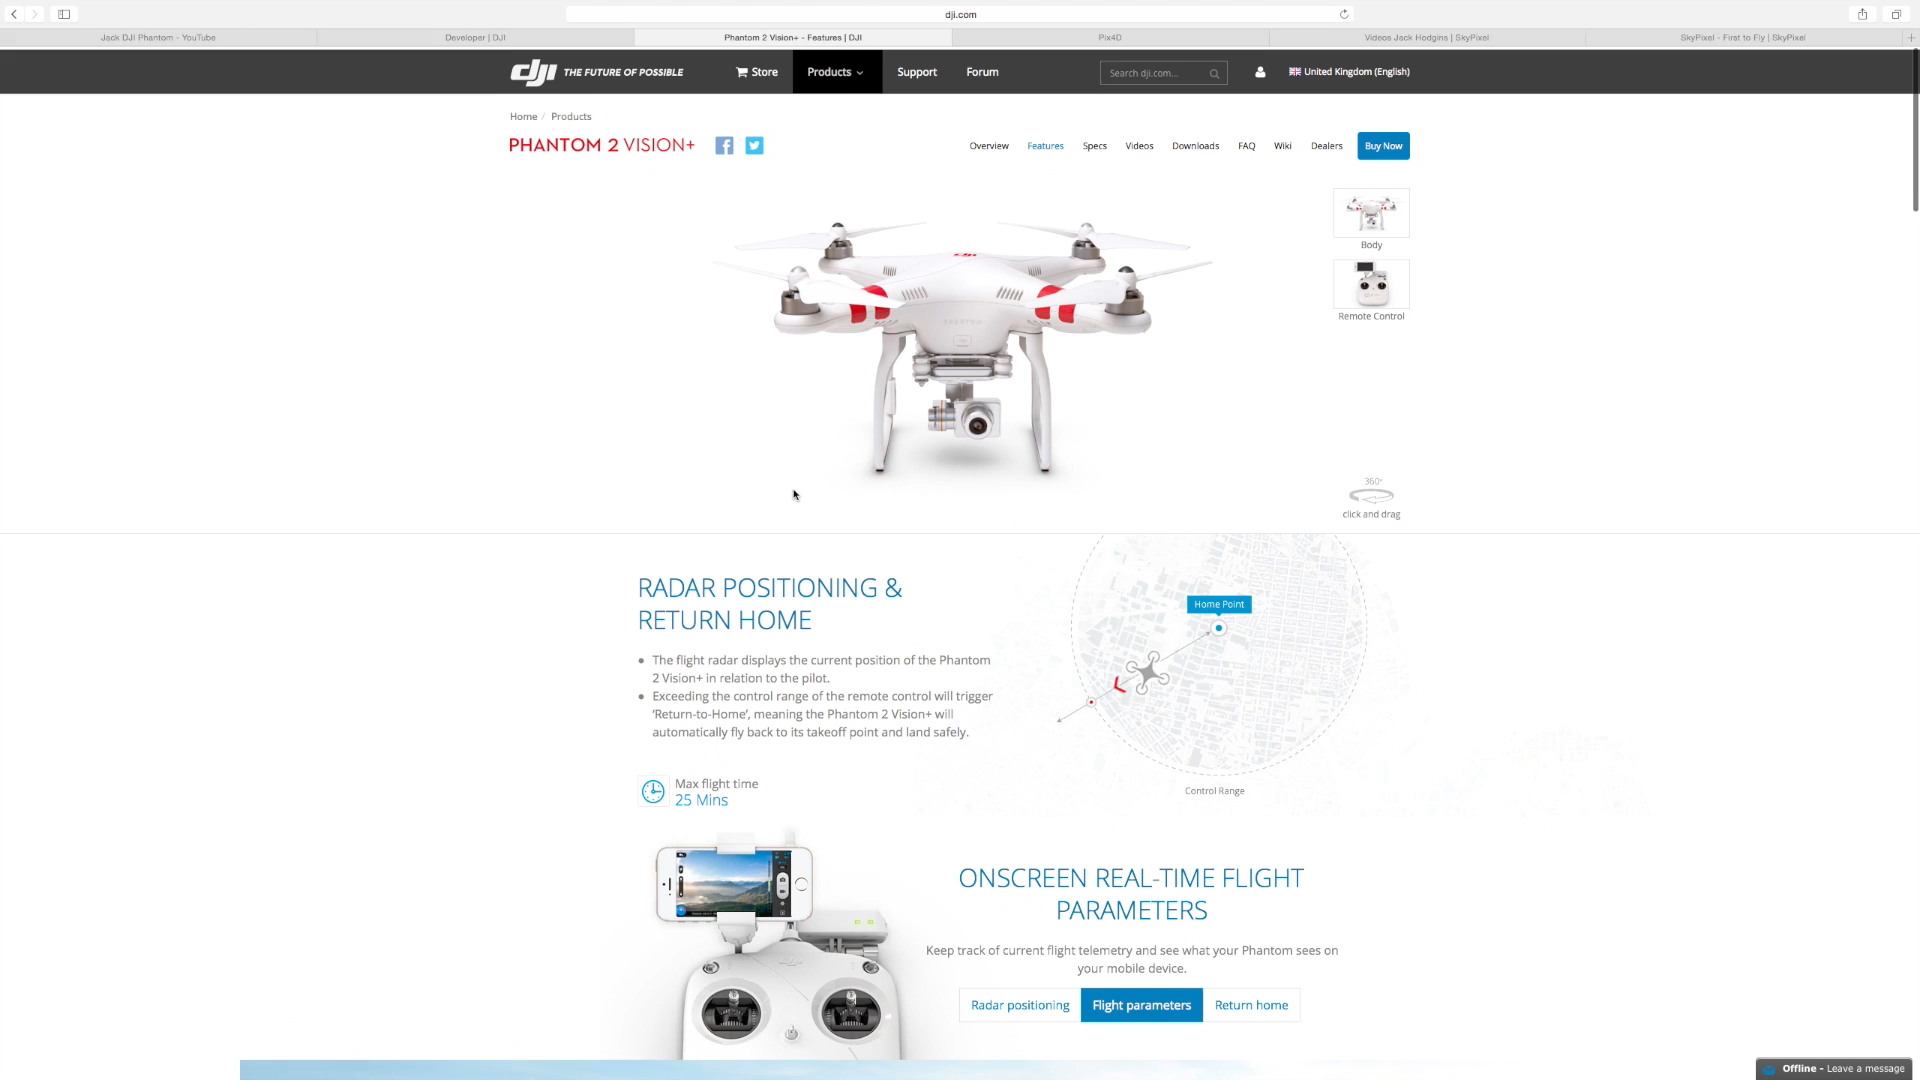 dji.com
Jack DJI Phantom - YouTube
Developer | DJI
Phantom 2 Vision+ - Features | DJI
Pix4D
Videos Jack Hodgins | SkyPixel
SkyPixel - First to Fly | SkyPixel
dji THE FUTURE OF POSSIBLE
Store
Products
Support
Forum
Search dji.com...
United Kingdom (English)
Home / Products
PHANTOM 2 VISION+
Overview
Features
Specs
Videos
Downloads
FAQ
Wiki
Dealers
Buy Now
Body
Remote Control
360°
click and drag
RADAR POSITIONING &
RETURN HOME
• The flight radar displays the current position of the Phantom
2 Vision+ in relation to the pilot.
• Exceeding the control range of the remote control will trigger
‘Return-to-Home’, meaning the Phantom 2 Vision+ will
automatically fly back to its takeoff point and land safely.
Max flight time
25 Mins
Home Point
Control Range
ONSCREEN REAL-TIME FLIGHT
PARAMETERS
Keep track of current flight telemetry and see what your Phantom sees on
your mobile device.
Radar positioning
Flight parameters
Return home
Offline - Leave a message